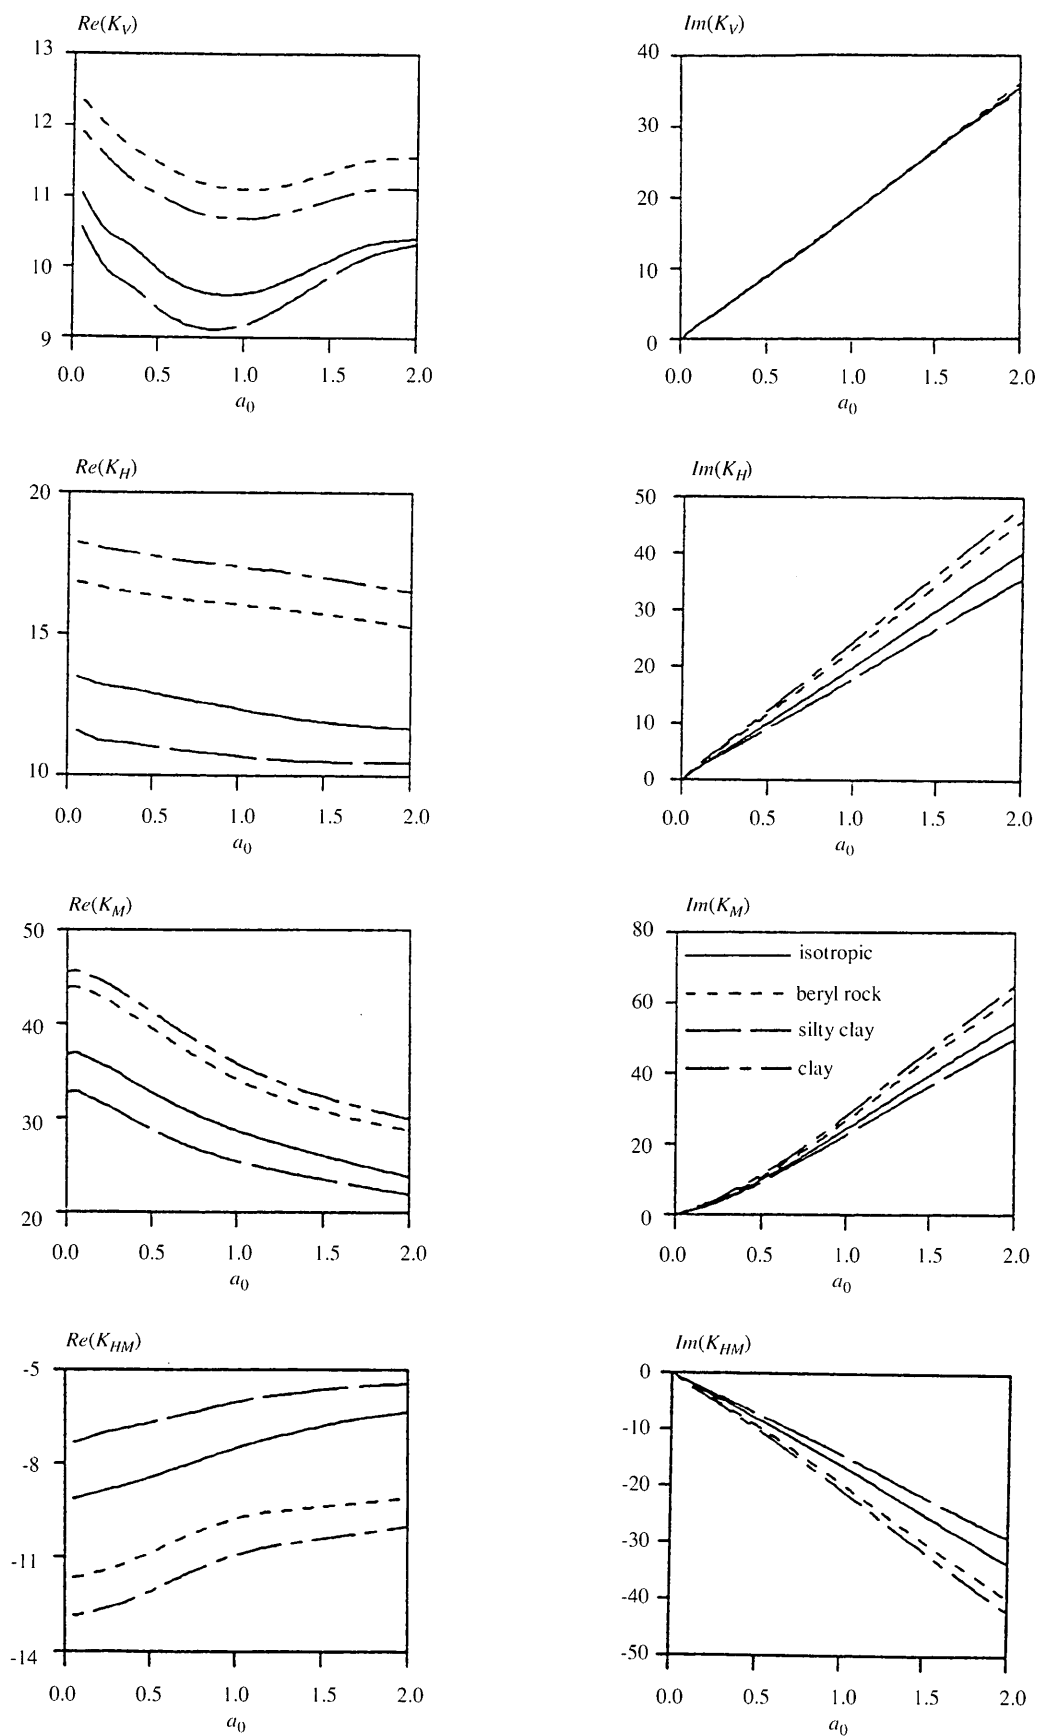 Re(K_V)
13
12
11
10
9
0.0 0.5 1.0 1.5 2.0
a_0
Im(K_V)
40
30
20
10
0
0.0 0.5 1.0 1.5 2.0
a_0
Re(K_H)
20
15
10
0.0 0.5 1.0 1.5 2.0
a_0
Im(K_H)
50
40
30
20
10
0
0.0 0.5 1.0 1.5 2.0
a_0
Re(K_M)
50
40
30
20
0.0 0.5 1.0 1.5 2.0
a_0
Im(K_M)
80
60
40
20
0
isotropic
beryl rock
silty clay
clay
0.0 0.5 1.0 1.5 2.0
a_0
Re(K_HM)
-5
-8
-11
-14
0.0 0.5 1.0 1.5 2.0
a_0
Im(K_HM)
0
-10
-20
-30
-40
-50
0.0 0.5 1.0 1.5 2.0
a_0